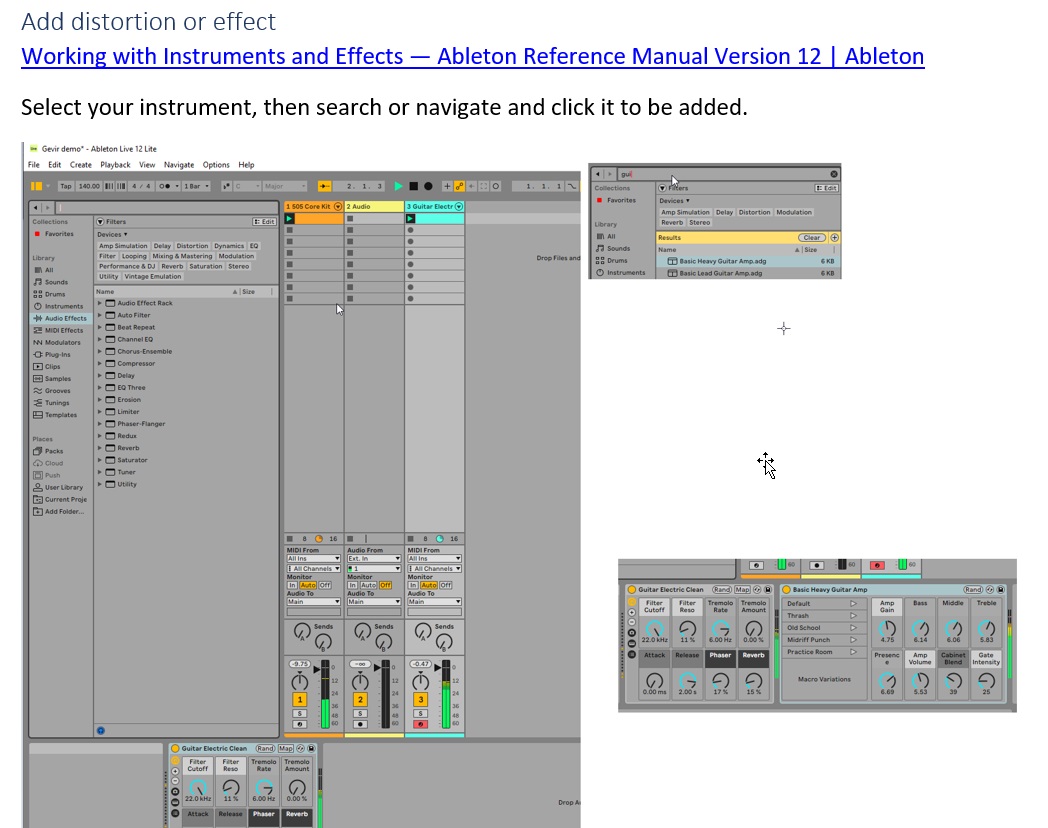 Add distortion or effect
Working with Instruments and Effects — Ableton Reference Manual Version 12 | Ableton
Select your instrument, then search or navigate and click it to be added.
Gevir demo* - Ableton Live 12 Lite
File Edit Create Playback View Navigate Options Help
Tap 140.00 4 / 4 1 Bar C Major 2. 1. 3 1. 1. 1
Collections
Favorites
Library
All
Sounds
Drums
Instruments
Audio Effects
MIDI Effects
Modulators
Plug-Ins
Clips
Samples
Grooves
Tunings
Templates
Places
Packs
Cloud
Push
User Library
Current Proje
Add Folder...
Filters Edit
Devices
Amp Simulation Delay Distortion Dynamics EQ
Filter Looping Mixing & Mastering Modulation
Performance & DJ Reverb Saturation Stereo
Utility Vintage Emulation
Name Size
Audio Effect Rack
Auto Filter
Beat Repeat
Channel EQ
Chorus-Ensemble
Compressor
Delay
EQ Three
Erosion
Limiter
Phaser-Flanger
Redux
Reverb
Saturator
Tuner
Utility
1 505 Core Kit 2 Audio 3 Guitar Electr
Drop Files and
8 16 8 16
MIDI From Audio From MIDI From
All Ins Ext. In All Ins
All Channels 1 All Channels
Monitor Monitor Monitor
In Auto Off In Auto Off In Auto Off
Audio To Audio To Audio To
Main Main Main
Sends Sends Sends
A B A B A B
-9.75 -∞ -0.47
0 0 0
12 12 12
24 24 24
1 2 3
36 36 36
S S S
48 48 48
60 60 60
Guitar Electric Clean Rand Map
Filter Cutoff Filter Reso Tremolo Rate Tremolo Amount
22.0 kHz 11 % 6.00 Hz 0.00 %
Attack Release Phaser Reverb
Drop A
gui
Collections
Favorites
Library
All
Sounds
Drums
Instruments
Filters Edit
Devices
Amp Simulation Delay Distortion Modulation
Reverb Stereo
Results Clear
Name Size
Basic Heavy Guitar Amp.adg 6 KB
Basic Lead Guitar Amp.adg 6 KB
60 60 60
Guitar Electric Clean Rand Map
Filter Cutoff Filter Reso Tremolo Rate Tremolo Amount
22.0 kHz 11 % 6.00 Hz 0.00 %
Attack Release Phaser Reverb
0.00 ms 2.00 s 17 % 15 %
Basic Heavy Guitar Amp Rand
Default
Thrash
Old School
Midriff Punch
Practice Room
Macro Variations
Amp Gain Bass Middle Treble
4.75 8.14 6.06 5.83
Presenc e Amp Volume Cabinet Blend Gate Intensity
6.69 5.53 39 25